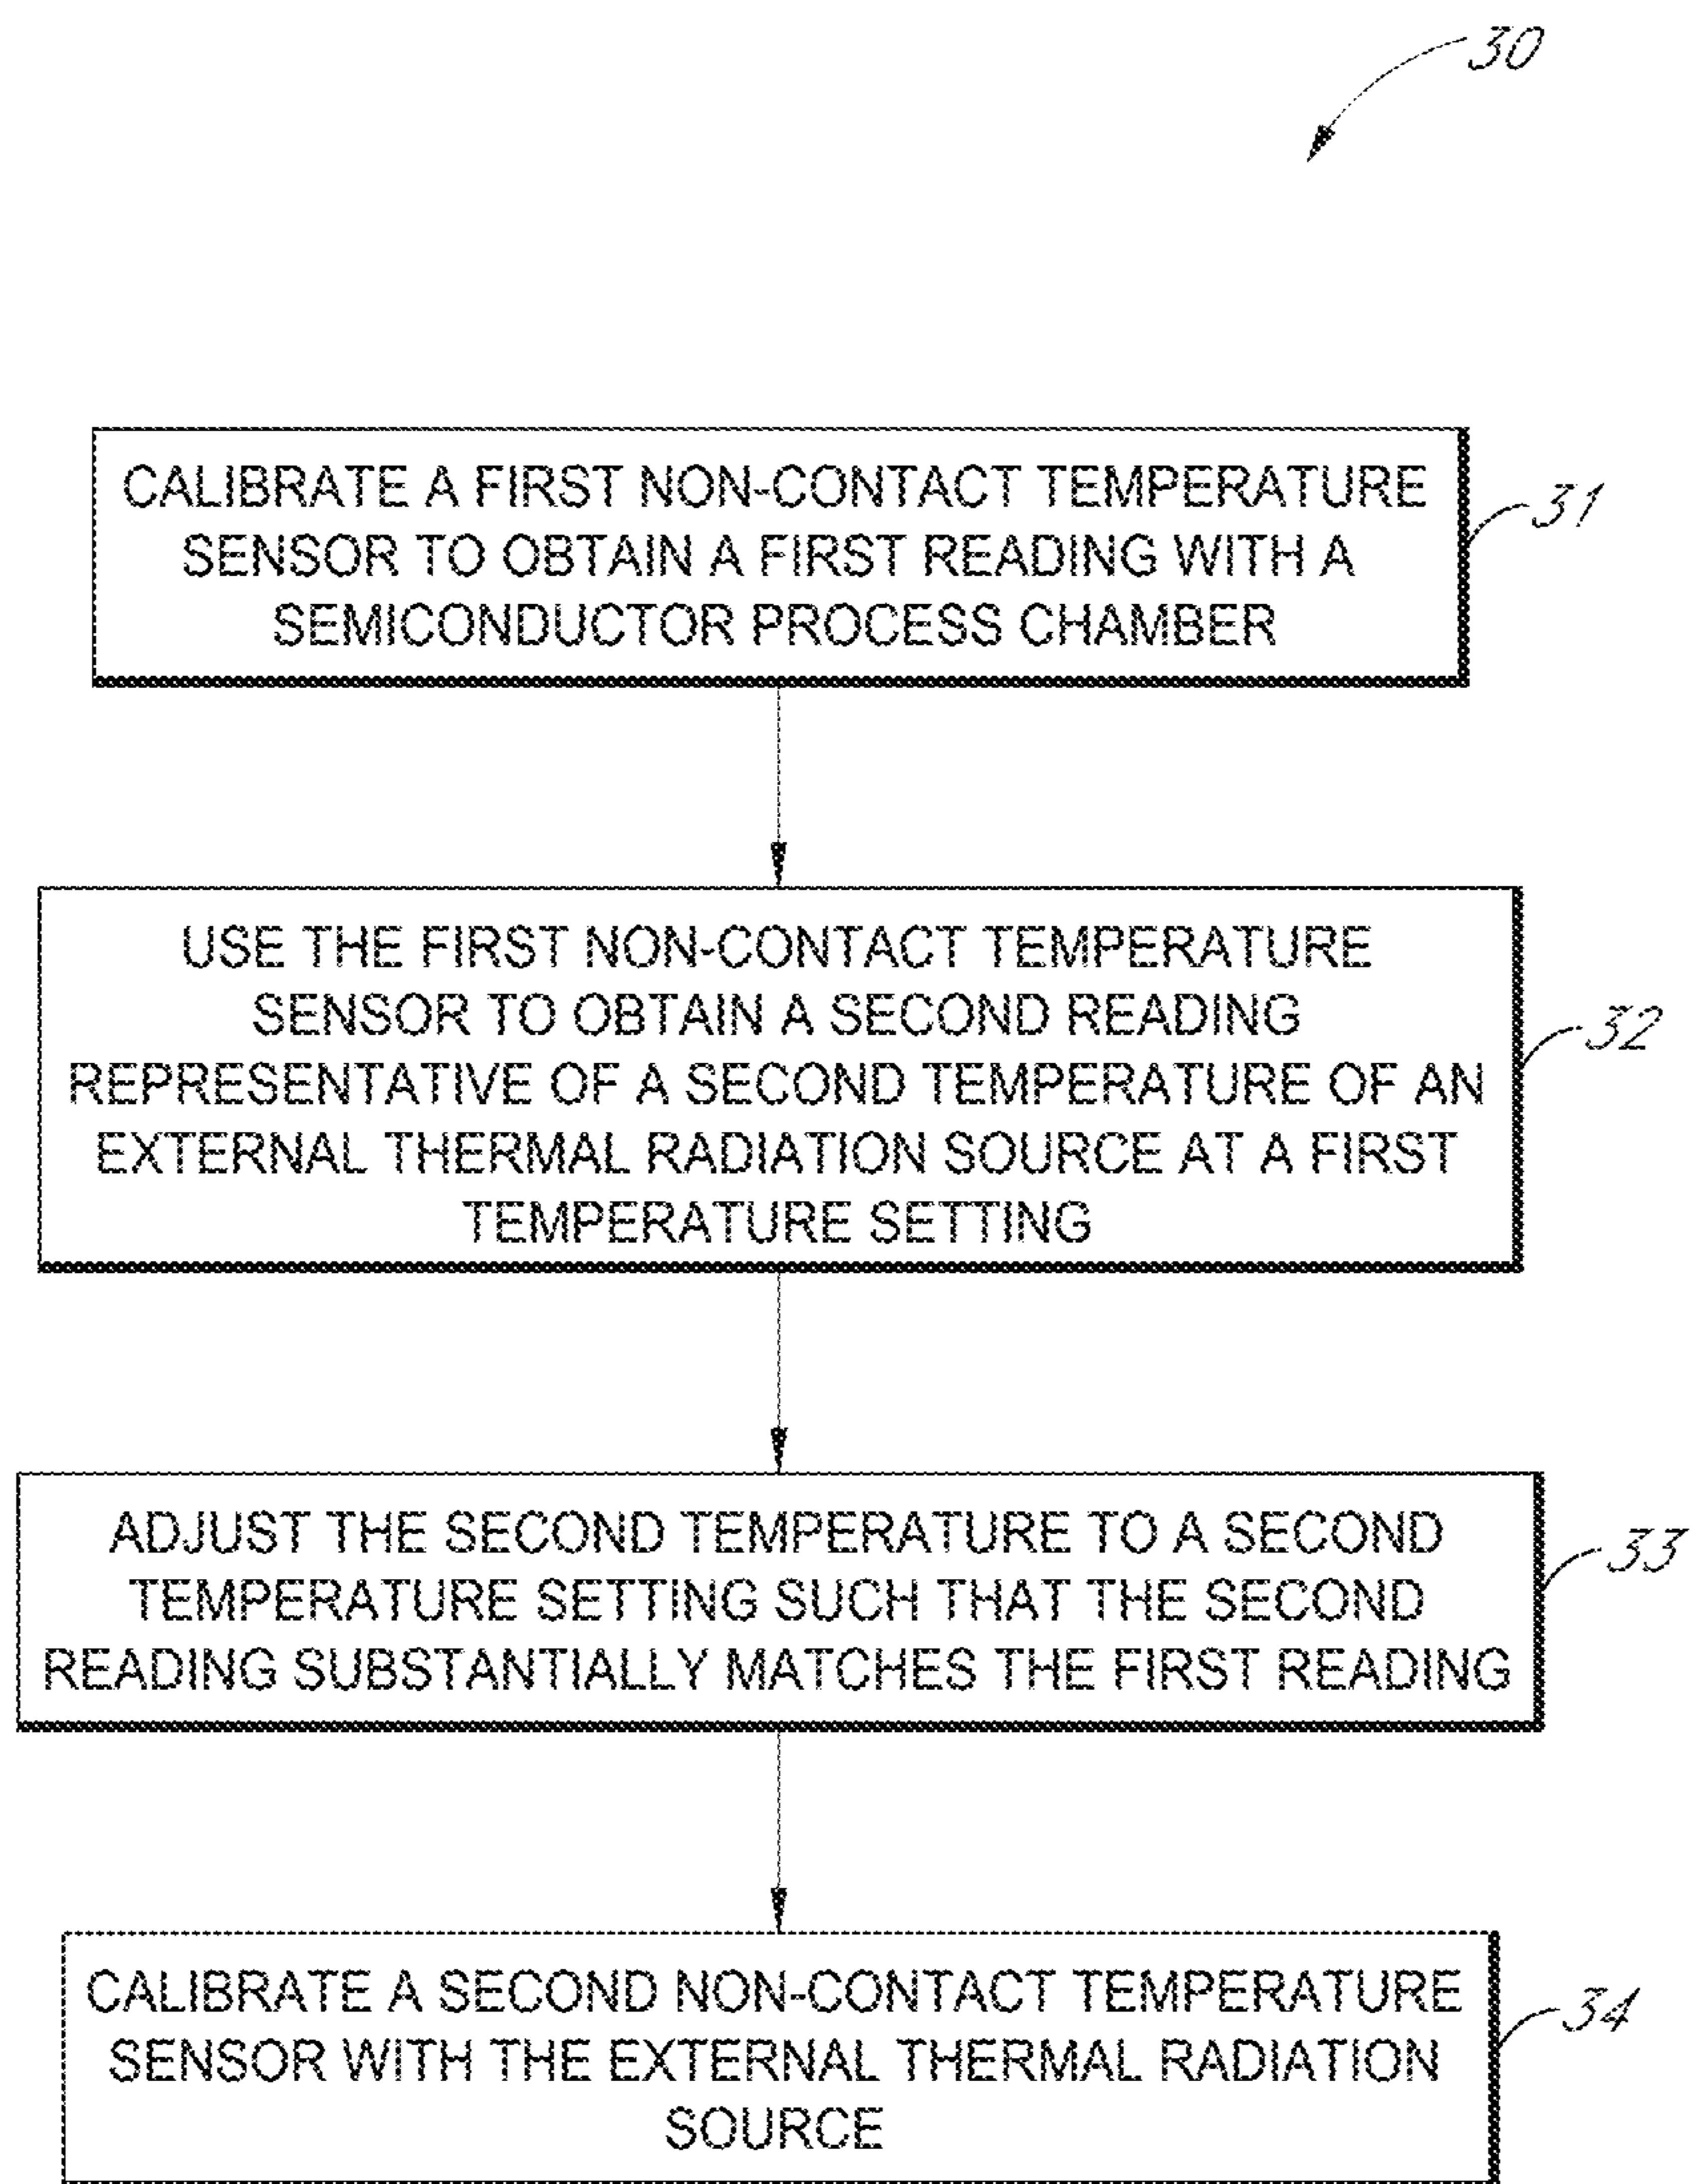 30
CALIBRATE A FIRST NON-CONTACT TEMPERATURE
SENSOR TO OBTAIN A FIRST READING WITH A
SEMICONDUCTOR PROCESS CHAMBER
31
USE THE FIRST NON-CONTACT TEMPERATURE
SENSOR TO OBTAIN A SECOND READING
REPRESENTATIVE OF A SECOND TEMPERATURE OF AN
EXTERNAL THERMAL RADIATION SOURCE AT A FIRST
TEMPERATURE SETTING
32
ADJUST THE SECOND TEMPERATURE TO A SECOND
TEMPERATURE SETTING SUCH THAT THE SECOND
READING SUBSTANTIALLY MATCHES THE FIRST READING
33
CALIBRATE A SECOND NON-CONTACT TEMPERATURE
SENSOR WITH THE EXTERNAL THERMAL RADIATION
SOURCE
34